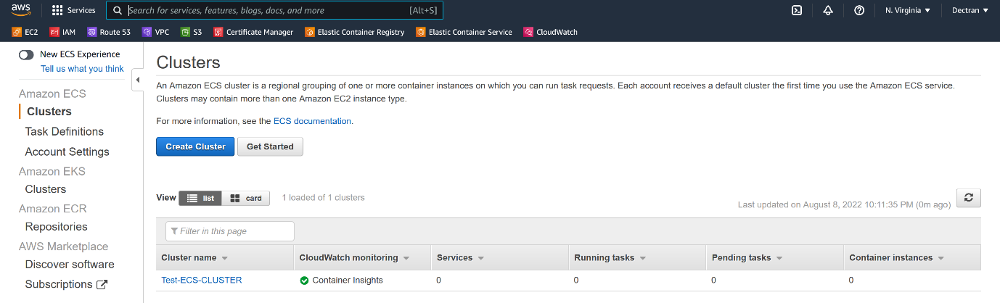 aws Services Search for services, features, blogs, docs, and more [Alt+S] N. Virginia ▼ Dectran ▼
EC2 IAM Route 53 VPC S3 Certificate Manager Elastic Container Registry Elastic Container Service CloudWatch
New ECS Experience
Tell us what you think
Amazon ECS
Clusters
Task Definitions
Account Settings
Amazon EKS
Clusters
Amazon ECR
Repositories
AWS Marketplace
Discover software
Subscriptions
Clusters
An Amazon ECS cluster is a regional grouping of one or more container instances on which you can run task requests. Each account receives a default cluster the first time you use the Amazon ECS service.
Clusters may contain more than one Amazon EC2 instance type.
For more information, see the ECS documentation.
Create Cluster Get Started
View list card 1 loaded of 1 clusters
Last updated on August 8, 2022 10:11:35 PM (0m ago)
Filter in this page
Cluster name CloudWatch monitoring Services Running tasks Pending tasks Container instances
Test-ECS-CLUSTER Container Insights 0 0 0 0